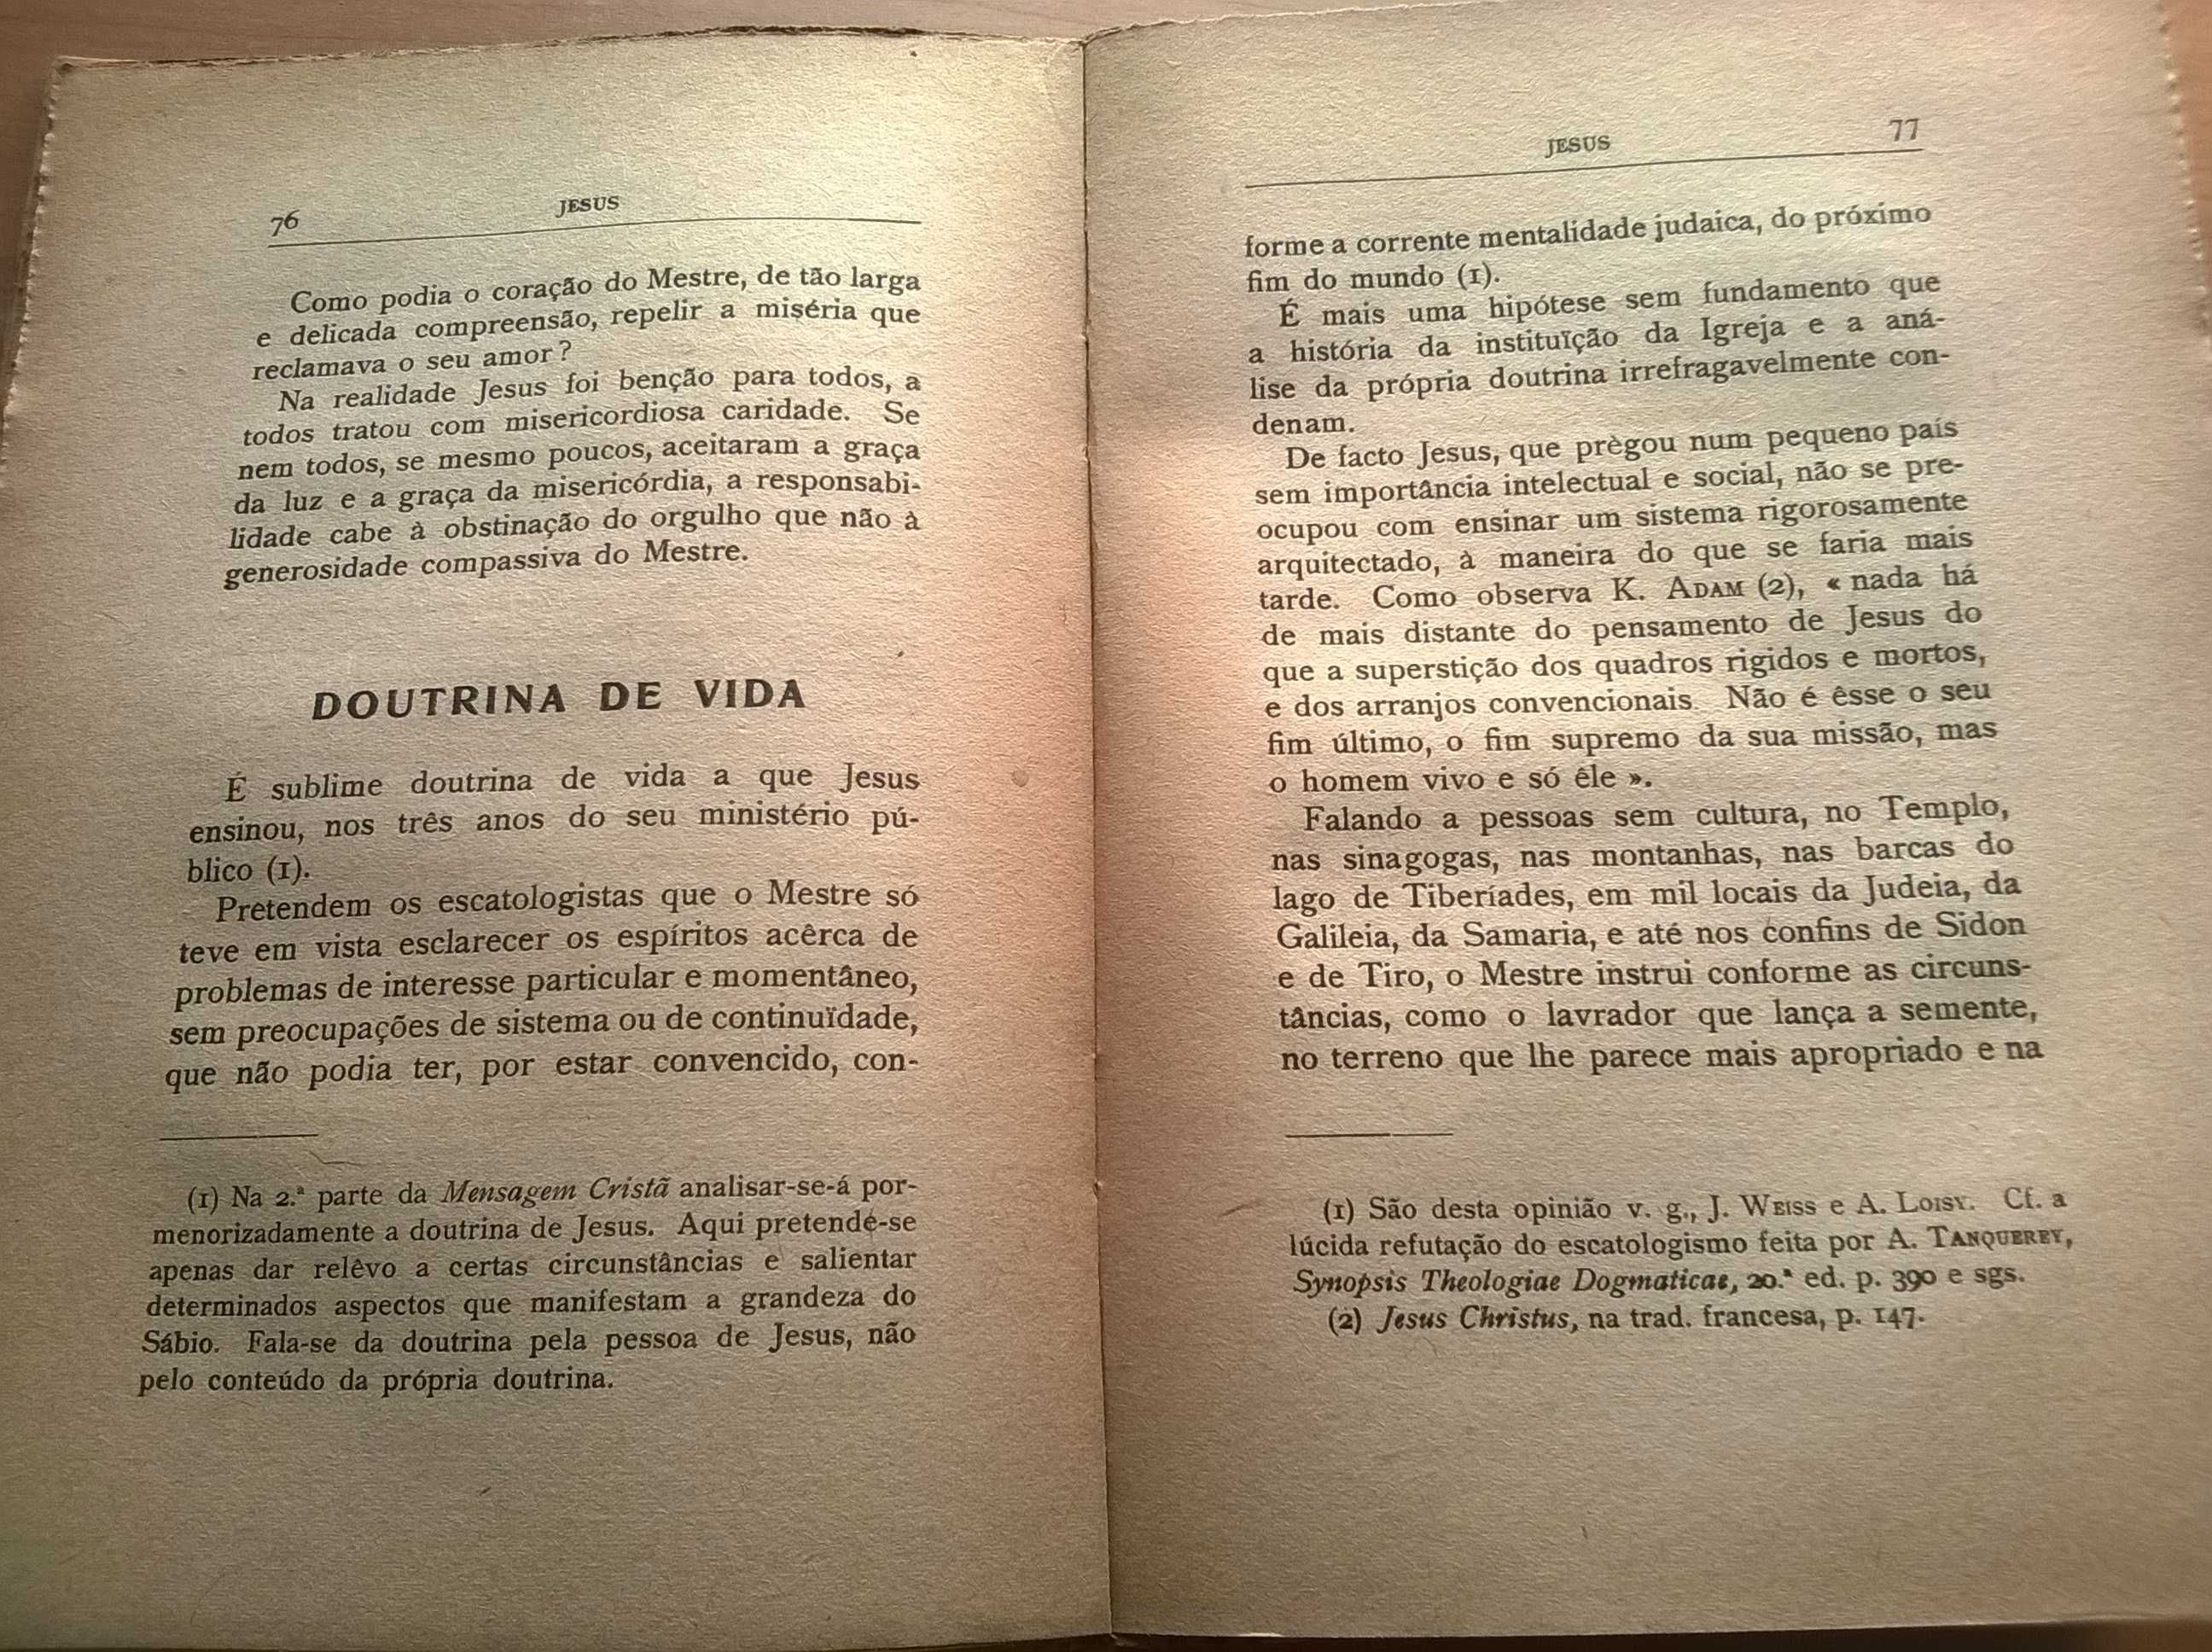 76
JESUS
Como podia o coração do Mestre, de tão larga
e delicada compreensão, repelir a miséria que
reclamava o seu amor?
Na realidade Jesus foi benção para todos, a
todos tratou com misericordiosa caridade. Se
nem todos, se mesmo poucos, aceitaram a graça
da luz e a graça da misericórdia, a responsabi-
lidade cabe à obstinação do orgulho que não à
generosidade compassiva do Mestre.
DOUTRINA DE VIDA
É sublime doutrina de vida a que Jesus
ensinou, nos três anos do seu ministério pú-
blico (1).
Pretendem os escatologistas que o Mestre só
teve em vista esclarecer os espíritos acêrca de
problemas de interesse particular e momentâneo,
sem preocupações de sistema ou de continuïdade,
que não podia ter, por estar convencido, con-
(1) Na 2.ª parte da Mensagem Cristã analisar-se-á por-
menorizadamente a doutrina de Jesus. Aqui pretende-se
apenas dar relêvo a certas circunstâncias e salientar
determinados aspectos que manifestam a grandeza do
Sábio. Fala-se da doutrina pela pessoa de Jesus, não
pelo conteúdo da própria doutrina.
JESUS
77
forme a corrente mentalidade judaica, do próximo
fim do mundo (1).
É mais uma hipótese sem fundamento que
a história da instituïção da Igreja e a aná-
lise da própria doutrina irrefragavelmente con-
denam.
De facto Jesus, que prègou num pequeno país
sem importância intelectual e social, não se pre-
ocupou com ensinar um sistema rigorosamente
arquitectado, à maneira do que se faria mais
tarde. Como observa K. ADAM (2), « nada há
de mais distante do pensamento de Jesus do
que a superstição dos quadros rigidos e mortos,
e dos arranjos convencionais. Não é êsse o seu
fim último, o fim supremo da sua missão, mas
o homem vivo e só êle ».
Falando a pessoas sem cultura, no Templo,
nas sinagogas, nas montanhas, nas barcas do
lago de Tiberíades, em mil locais da Judeia, da
Galileia, da Samaria, e até nos confins de Sidon
e de Tiro, o Mestre instrui conforme as circuns-
tâncias, como o lavrador que lança a semente,
no terreno que lhe parece mais apropriado e na
(1) São desta opinião v. g., J. WEISS e A. LOISY. Cf. a
lúcida refutação do escatologismo feita por A. TANQUEREY,
Synopsis Theologiae Dogmaticae, 20.ª ed. p. 390 e sgs.
(2) Jesus Christus, na trad. francesa, p. 147.